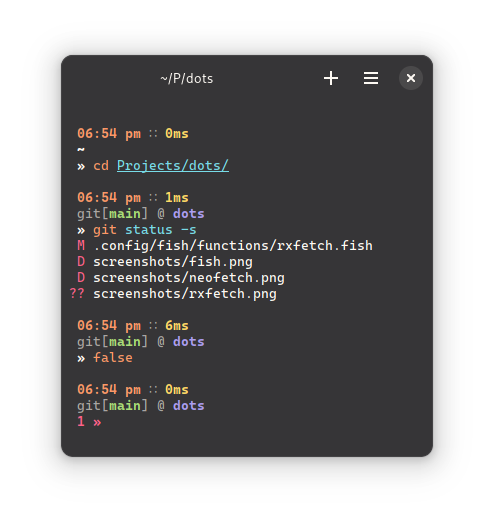 ~/P/dots
06:54 pm :: 0ms
~
» cd Projects/dots/
06:54 pm :: 1ms
git[main] @ dots
» git status -s
M .config/fish/functions/rxfetch.fish
D screenshots/fish.png
D screenshots/neofetch.png
?? screenshots/rxfetch.png
06:54 pm :: 6ms
git[main] @ dots
» false
06:54 pm :: 0ms
git[main] @ dots
1 »